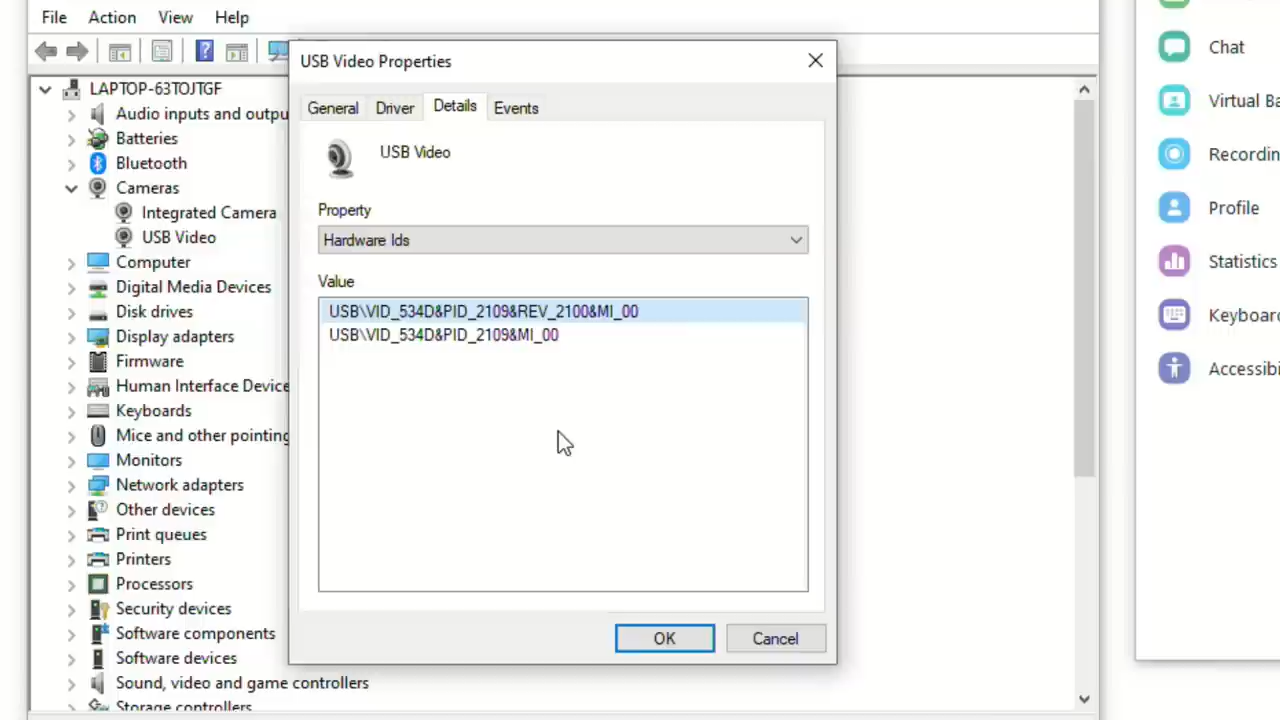 File Action View Help
USB Video Properties
General Driver Details Events
USB Video
Property
Hardware Ids
Value
USB\VID_534D&PID_2109&REV_2100&MI_00
USB\VID_534D&PID_2109&MI_00
OK Cancel
LAPTOP-63TOJTGF
Audio inputs and outpu
Batteries
Bluetooth
Cameras
Integrated Camera
USB Video
Computer
Digital Media Devices
Disk drives
Display adapters
Firmware
Human Interface Device
Keyboards
Mice and other pointing
Monitors
Network adapters
Other devices
Print queues
Printers
Processors
Security devices
Software components
Software devices
Sound, video and game controllers
Storage controllers
Chat
Virtual Ba
Recordin
Profile
Statistics
Keyboard
Accessibi